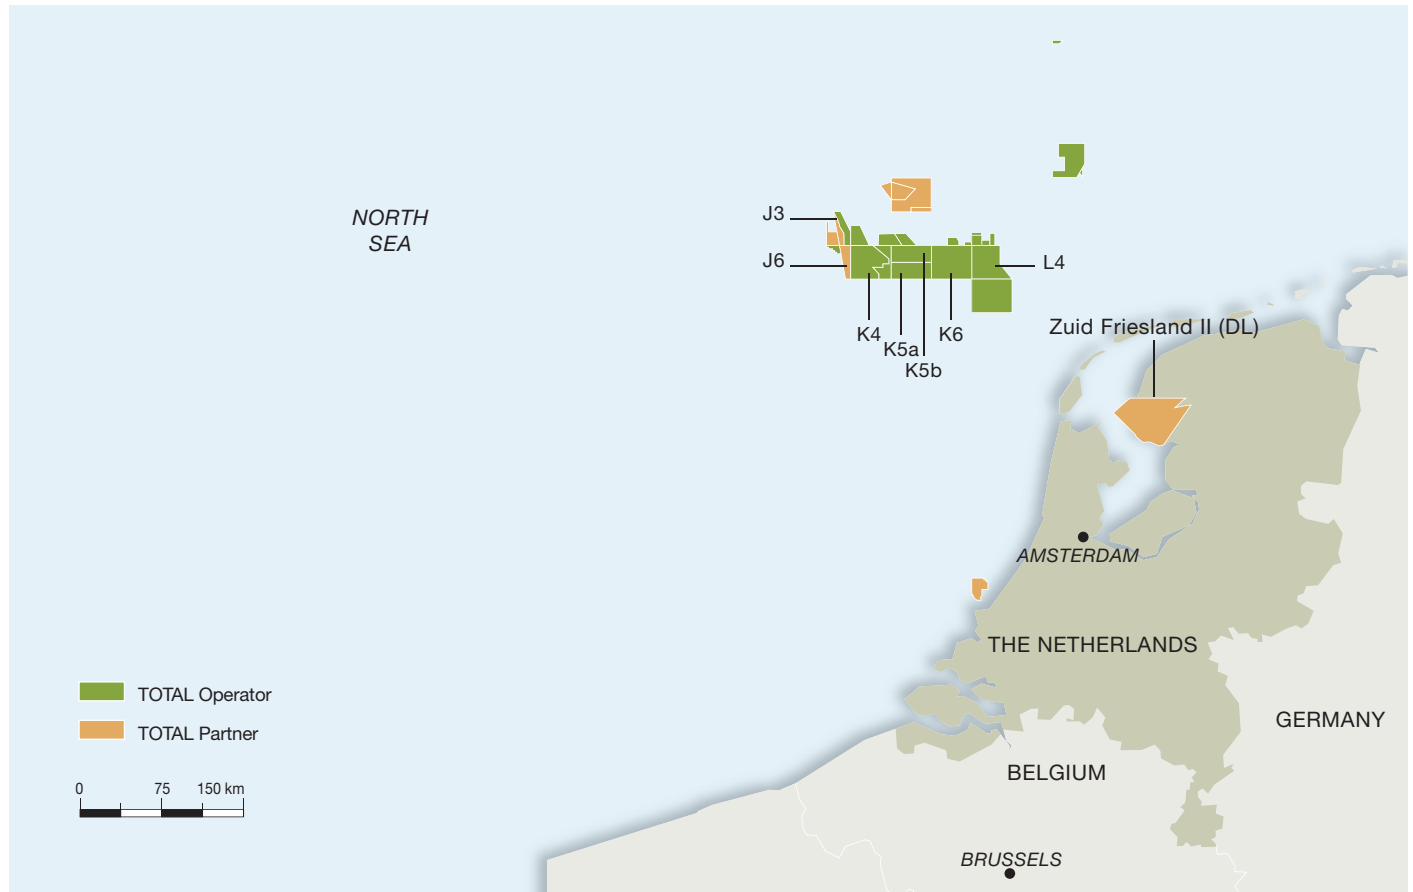 NORTH
SEA
J3
J6
L4
K4
K5a
K6
K5b
Zuid Friesland II (DL)
AMSTERDAM
THE NETHERLANDS
TOTAL Operator
TOTAL Partner
GERMANY
BELGIUM
0 75 150 km
BRUSSELS